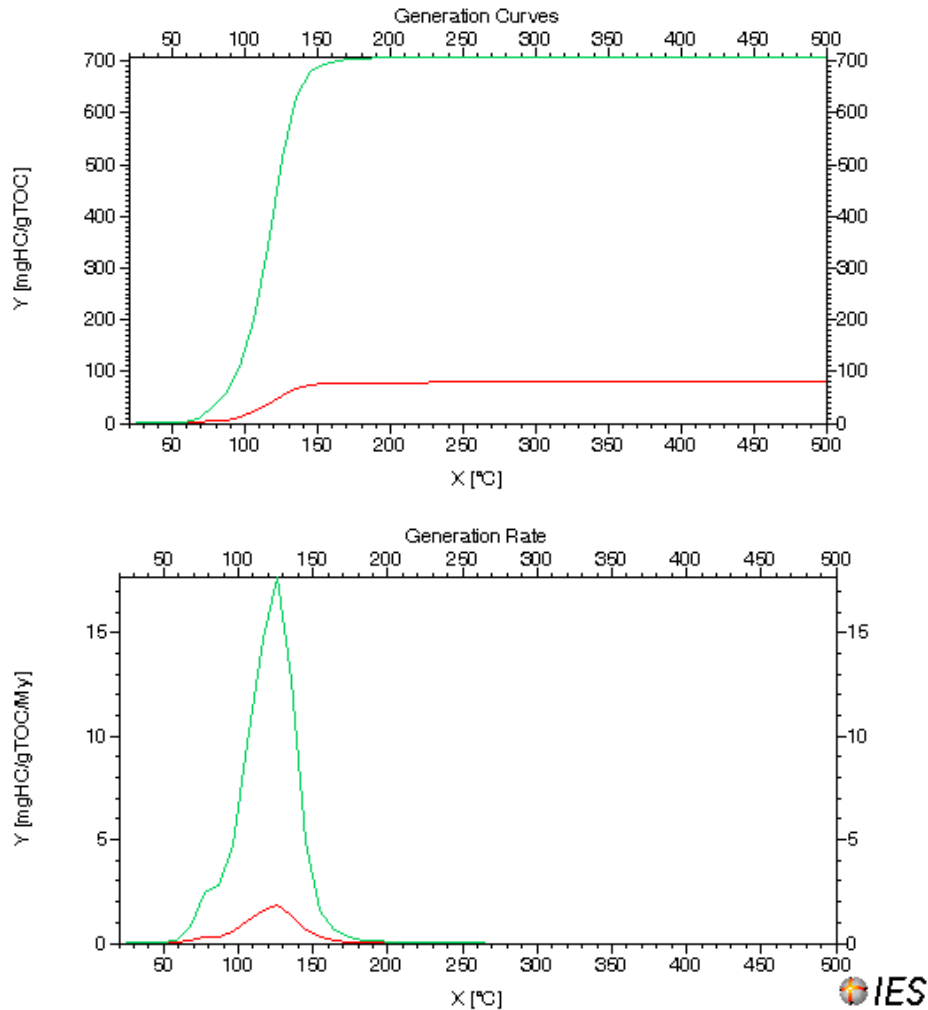 Generation Curves
50 100 150 200 250 300 350 400 450 500
700 700
600 600
500 500
400 400
300 300
200 200
100 100
0 0
Y [mgHC/gTOC]
50 100 150 200 250 300 350 400 450 500
X [°C]
Generation Rate
50 100 150 200 250 300 350 400 450 500
15 15
10 10
5 5
0 0
Y [mgHC/gTOC/My]
50 100 150 200 250 300 350 400 450 500
X [°C]
IES